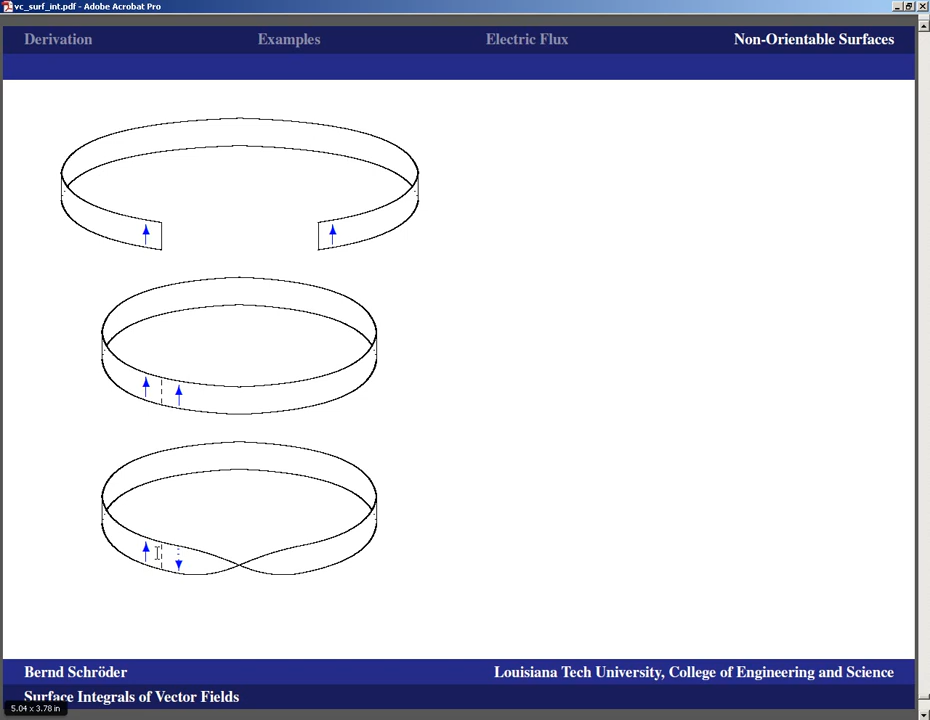 vc_surf_int.pdf - Adobe Acrobat Pro
Derivation Examples Electric Flux Non-Orientable Surfaces
Bernd Schröder Louisiana Tech University, College of Engineering and Science
Surface Integrals of Vector Fields
5.04 x 3.78 in